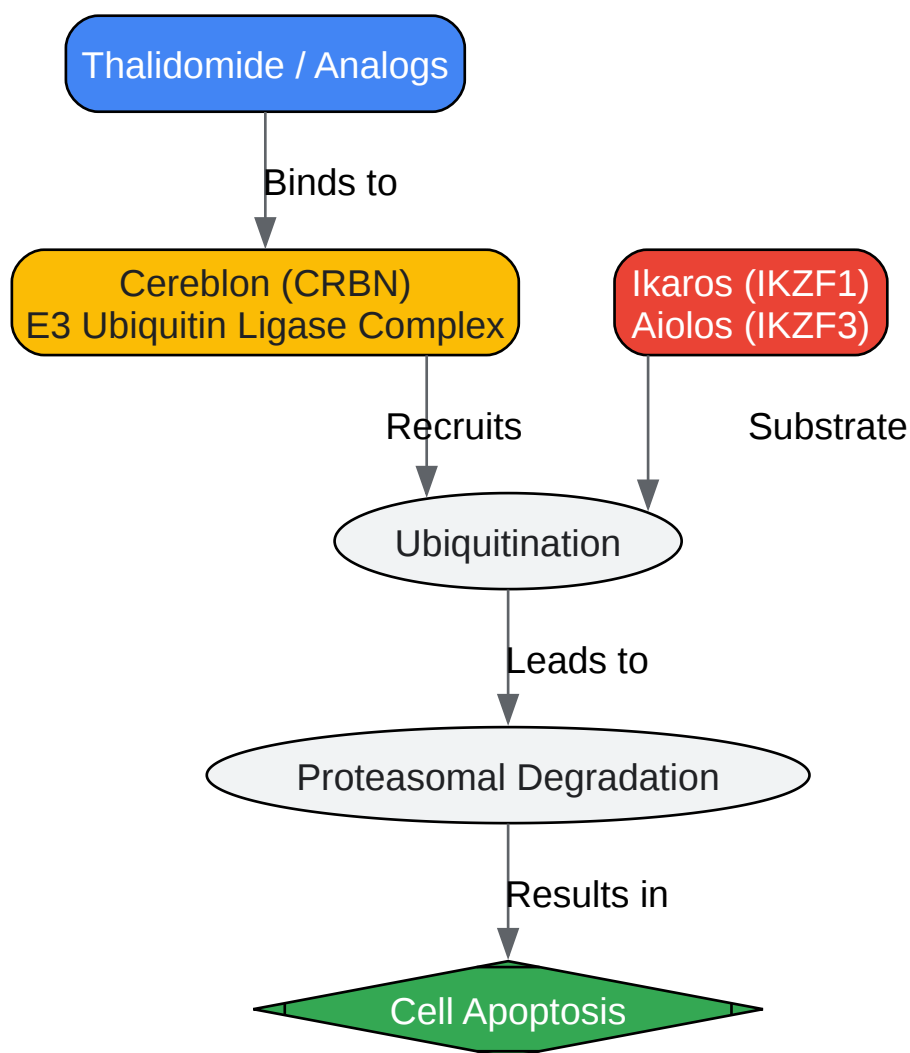 Thalidomide / Analogs
Binds to
Cereblon (CRBN)
E3 Ubiquitin Ligase Complex
Ikaros (IKZF1)
Aiolos (IKZF3)
Recruits
Substrate
Ubiquitination
Leads to
Proteasomal Degradation
Results in
Cell Apoptosis